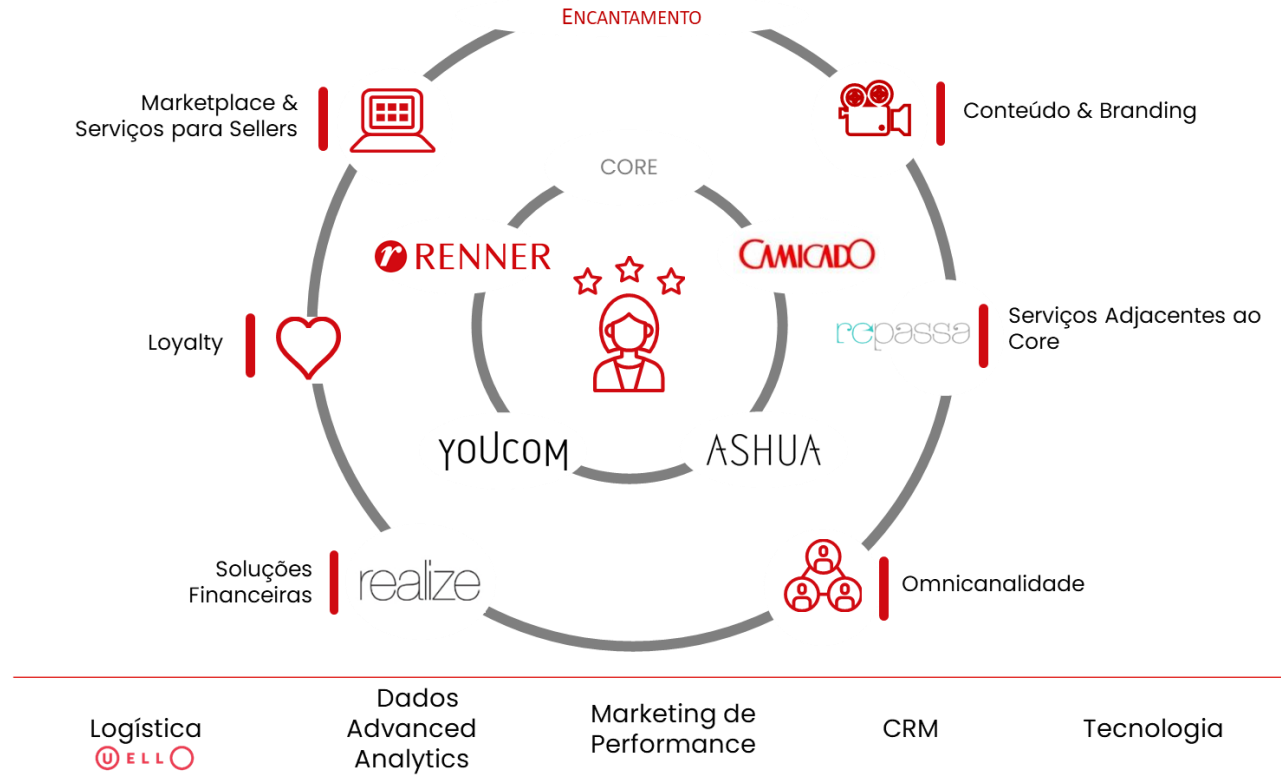 ENCANTAMENTO
Marketplace &
Serviços para Sellers
Conteúdo & Branding
CORE
RENNER
CAMICADO
Loyalty
repassa
Serviços Adjacentes ao
Core
YOUCOM
ASHUA
Soluções
Financeiras
realize
Omnicanalidade
Logística
UELLO
Dados
Advanced
Analytics
Marketing de
Performance
CRM
Tecnologia